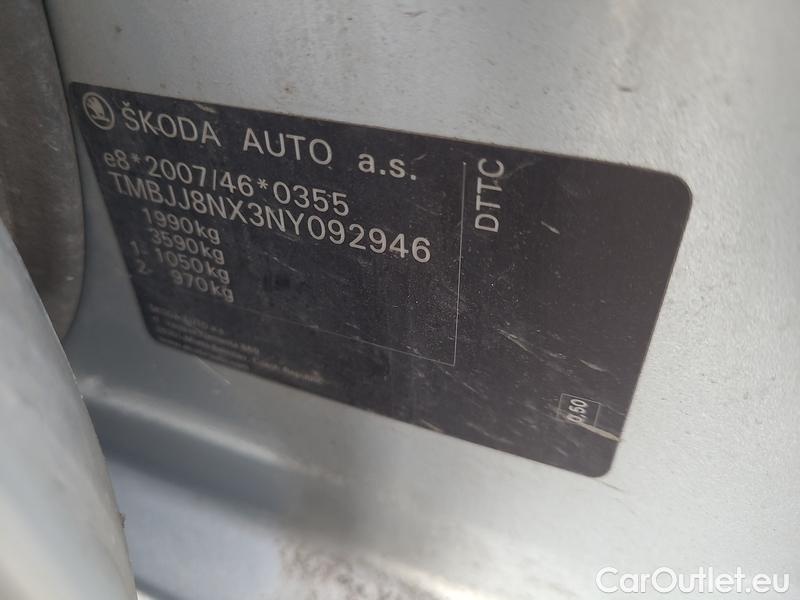 ŠKODA AUTO a.s.
e8*2007/46*0355
TMBJJ8NX3NY092946
1990kg
3590kg
1- 1050kg
2- 970kg
DTTC
0,50
CarOutlet.eu